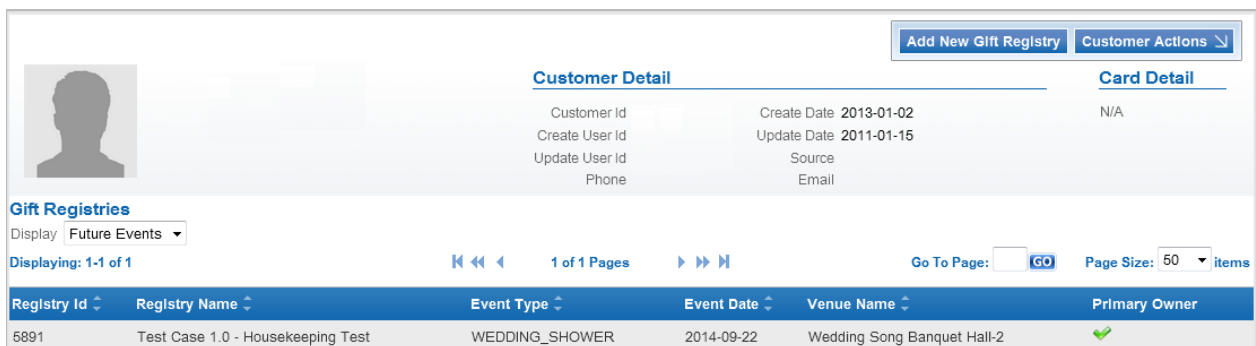 Add New Gift Registry Customer Actions
Customer Detail Card Detail
Customer Id Create Date 2013-01-02 N/A
Create User Id Update Date 2011-01-15
Update User Id Source
Phone Email
Gift Registries
Display Future Events
Displaying: 1-1 of 1 1 of 1 Pages Go To Page: GO Page Size: 50 items
Registry Id Registry Name Event Type Event Date Venue Name Primary Owner
5891 Test Case 1.0 - Housekeeping Test WEDDING_SHOWER 2014-09-22 Wedding Song Banquet Hall-2